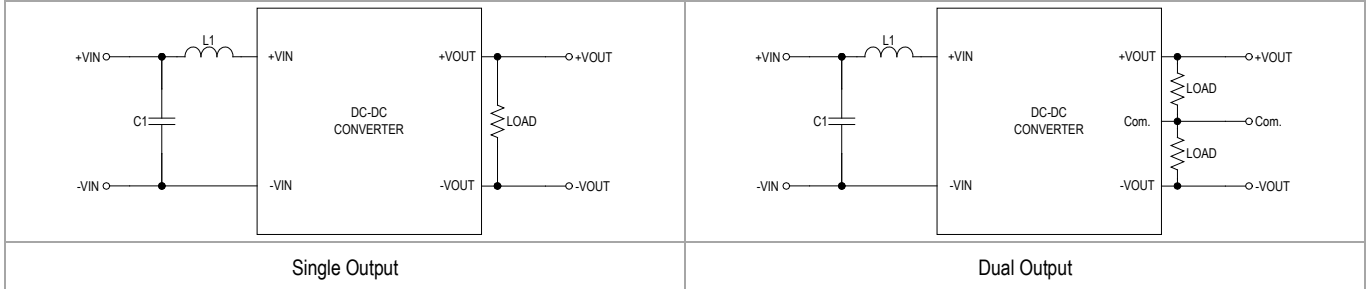 L1
+VIN
+VIN
+VOUT
+VOUT
C1
DC-DC
CONVERTER
LOAD
-VIN
-VIN
-VOUT
-VOUT
Single Output
L1
+VIN
+VIN
+VOUT
+VOUT
LOAD
C1
DC-DC
CONVERTER
Com.
Com.
LOAD
-VIN
-VIN
-VOUT
-VOUT
Dual Output